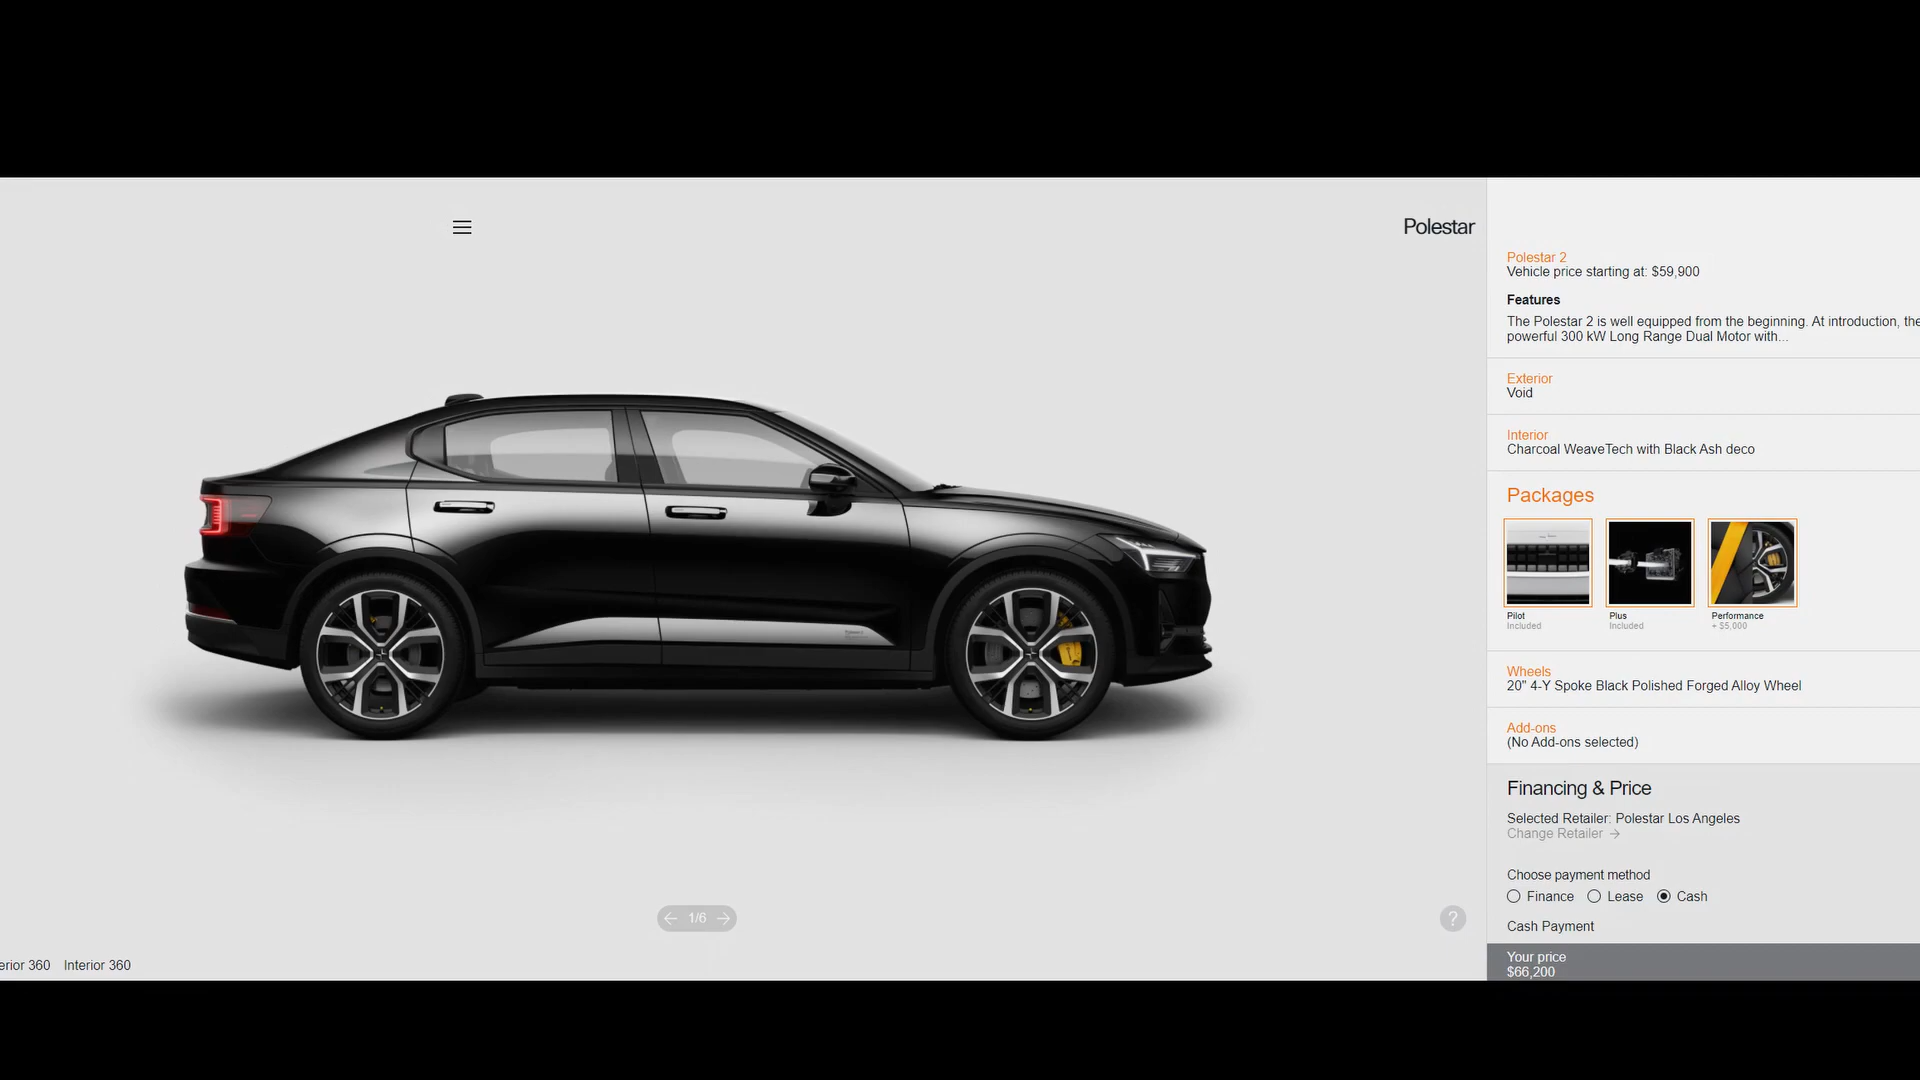 Polestar
Polestar 2
Vehicle price starting at: $59,900
Features
The Polestar 2 is well equipped from the beginning. At introduction, the
powerful 300 kW Long Range Dual Motor with...
Exterior
Void
Interior
Charcoal WeaveTech with Black Ash deco
Packages
Pilot
Included
Plus
Included
Performance
+ $5,000
Wheels
20" 4-Y Spoke Black Polished Forged Alloy Wheel
Add-ons
(No Add-ons selected)
Financing & Price
Selected Retailer: Polestar Los Angeles
Change Retailer →
Choose payment method
Finance Lease Cash
Cash Payment
Your price
$66,200
← 1/6 →
?
erior 360 Interior 360